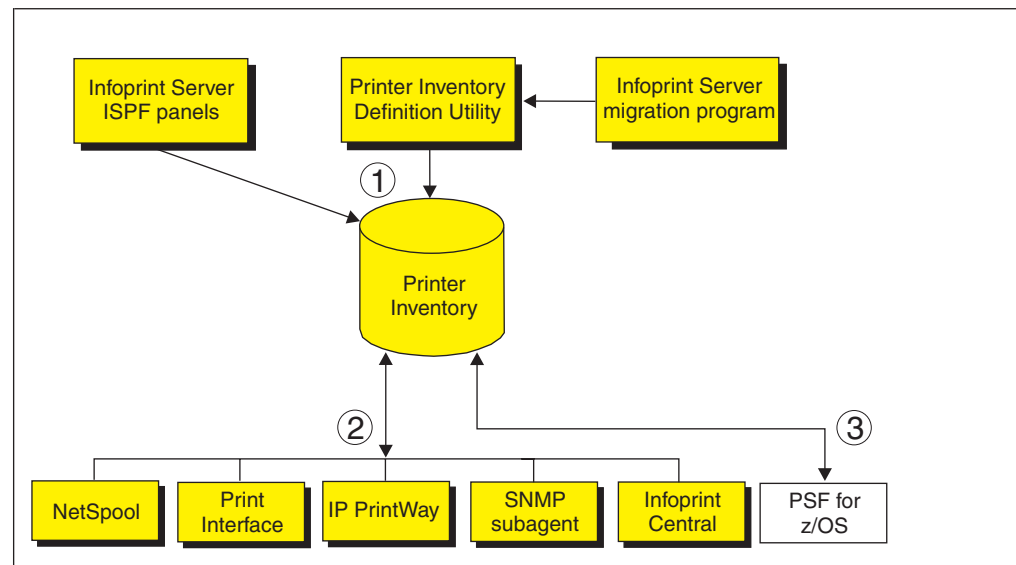 Infoprint Server
ISPF panels
Printer Inventory
Definition Utility
Infoprint Server
migration program
1
Printer
Inventory
2
3
NetSpool
Print
Interface
IP PrintWay
SNMP
subagent
Infoprint
Central
PSF for
z/OS